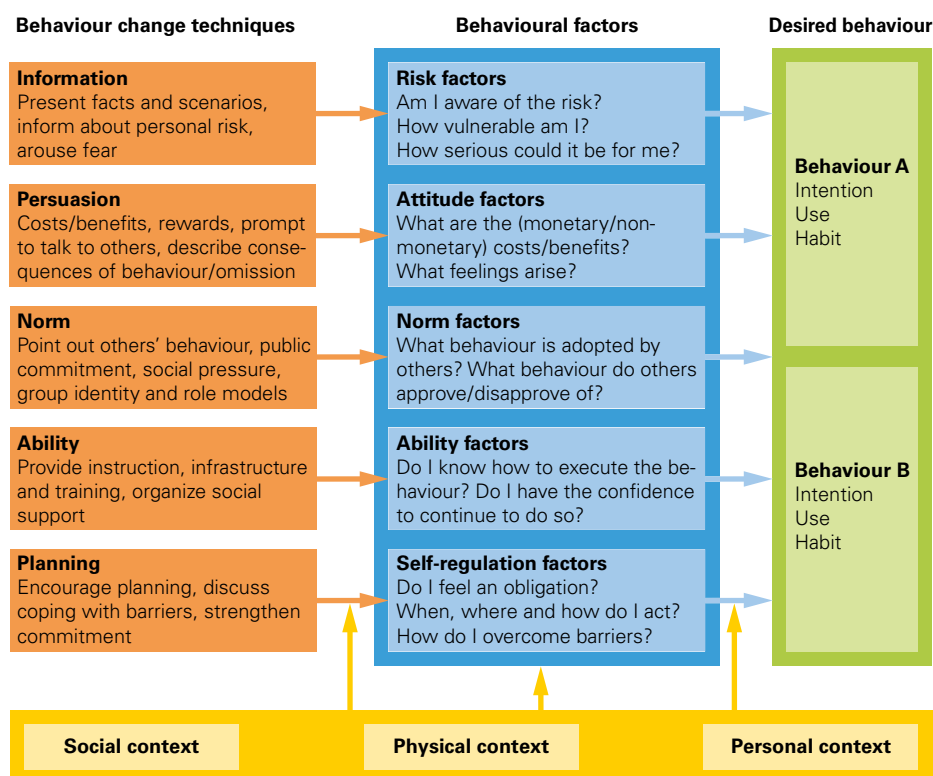 Behaviour change techniques
Behavioural factors
Desired behaviour
Information
Present facts and scenarios,
inform about personal risk,
arouse fear
Risk factors
Am I aware of the risk?
How vulnerable am I?
How serious could it be for me?
Persuasion
Costs/benefits, rewards, prompt
to talk to others, describe conse-
quences of behaviour/omission
Attitude factors
What are the (monetary/non-
monetary) costs/benefits?
What feelings arise?
Norm
Point out others’ behaviour, public
commitment, social pressure,
group identity and role models
Norm factors
What behaviour is adopted by
others? What behaviour do others
approve/disapprove of?
Ability
Provide instruction, infrastructure
and training, organize social
support
Ability factors
Do I know how to execute the be-
haviour? Do I have the confidence
to continue to do so?
Planning
Encourage planning, discuss
coping with barriers, strengthen
commitment
Self-regulation factors
Do I feel an obligation?
When, where and how do I act?
How do I overcome barriers?
Behaviour A
Intention
Use
Habit
Behaviour B
Intention
Use
Habit
Social context
Physical context
Personal context